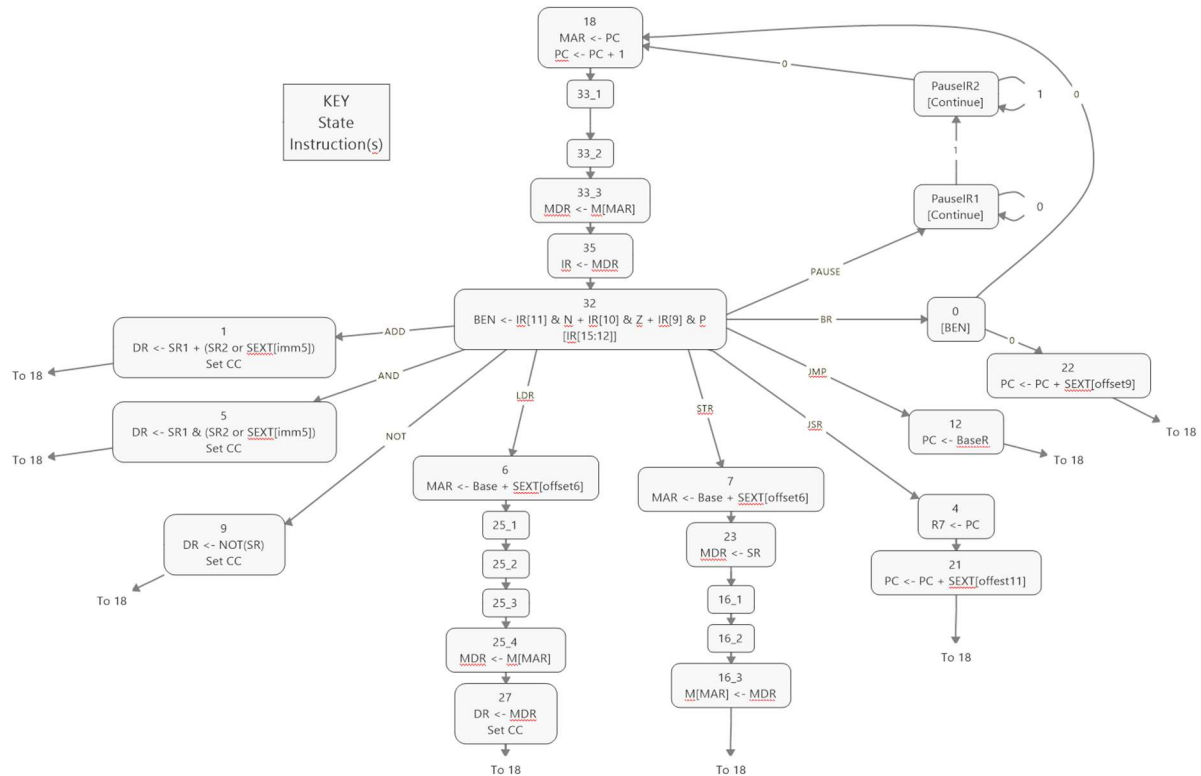 18
MAR <- PC
PC <- PC + 1
0
KEY
State
Instruction(s)
33_1
PauseIR2
[Continue]
1
0
33_2
1
33_3
MDR <- M[MAR]
PauseIR1
[Continue]
0
35
IR <- MDR
PAUSE
32
BEN <- IR[11] & N + IR[10] & Z + IR[9] & P
[IR[15:12]]
BR
0
[BEN]
0
22
PC <- PC + SEXT[offset9]
To 18
ADD
1
DR <- SR1 + (SR2 or SEXT[imm5])
Set CC
To 18
AND
5
DR <- SR1 & (SR2 or SEXT[imm5])
Set CC
To 18
NOT
9
DR <- NOT(SR)
Set CC
To 18
LDR
6
MAR <- Base + SEXT[offset6]
25_1
25_2
25_3
25_4
MDR <- M[MAR]
27
DR <- MDR
Set CC
To 18
STR
7
MAR <- Base + SEXT[offset6]
23
MDR <- SR
16_1
16_2
16_3
M[MAR] <- MDR
To 18
JSR
4
R7 <- PC
21
PC <- PC + SEXT[offest11]
To 18
JMP
12
PC <- BaseR
To 18